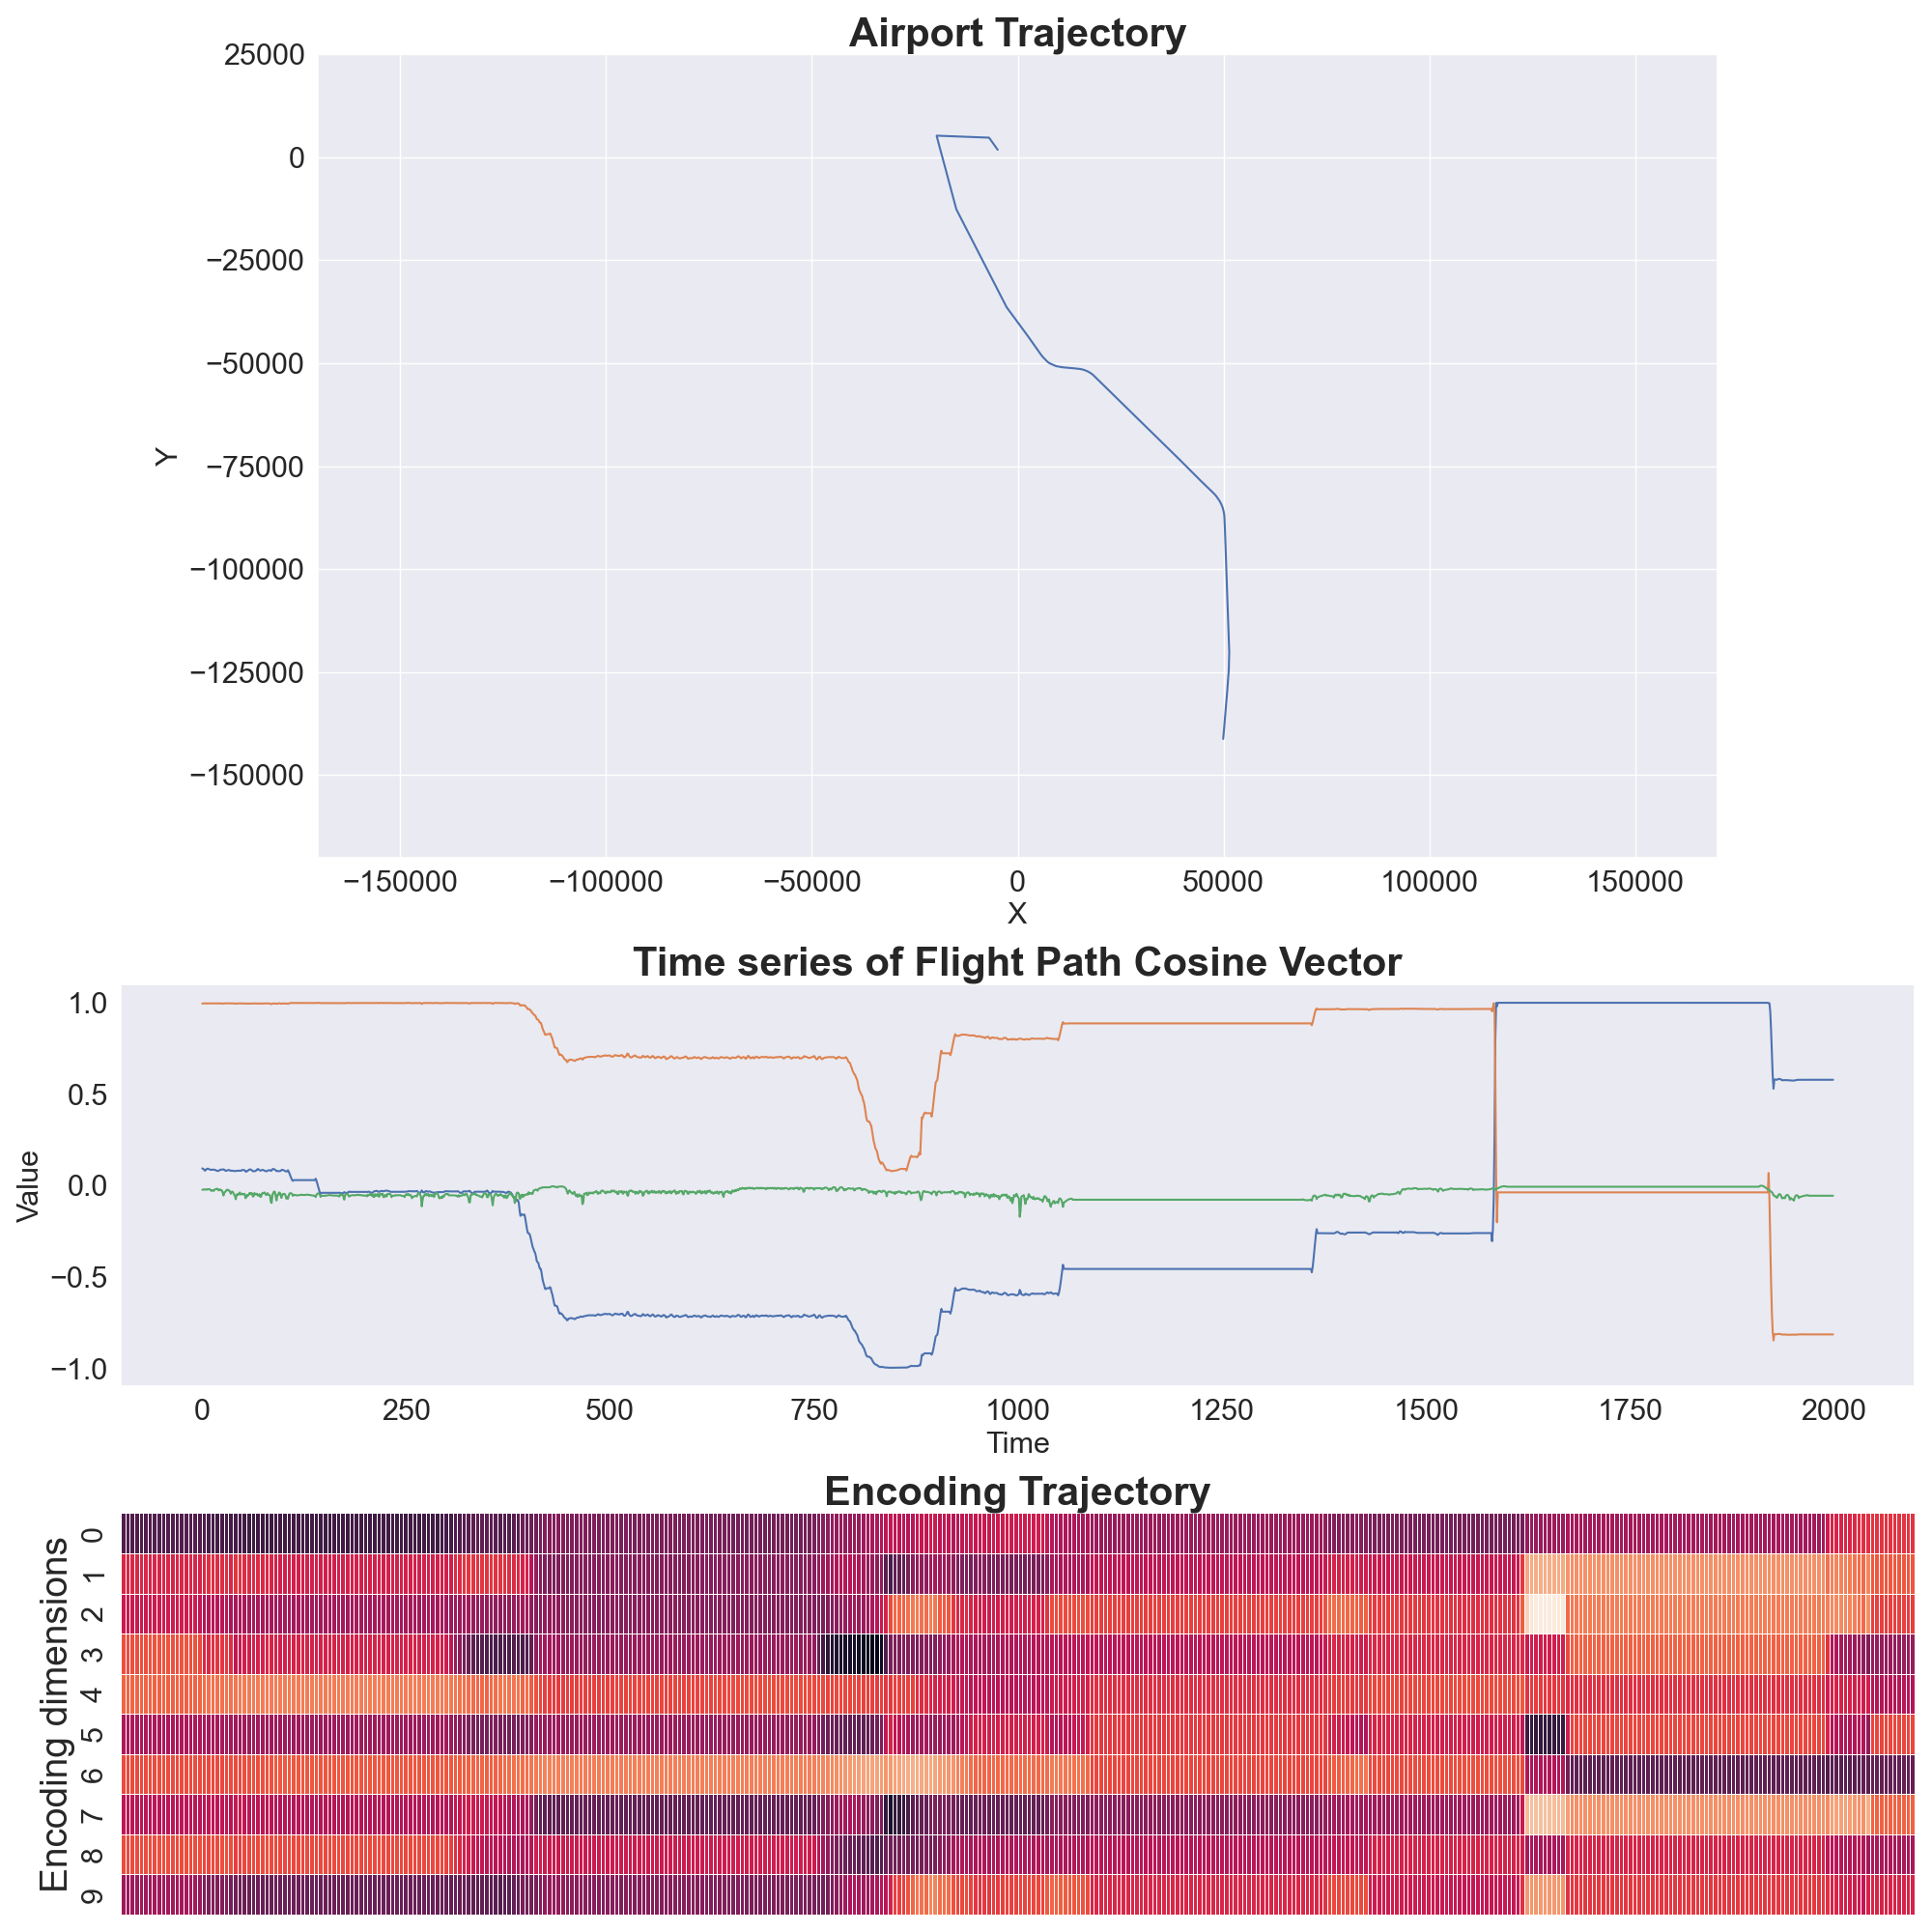 Airport Trajectory
25000
0
−25000
−50000
−75000
−100000
−125000
−150000
Y
−150000 −100000 −50000 0 50000 100000 150000
X
Time series of Flight Path Cosine Vector
1.0
0.5
0.0
−0.5
−1.0
Value
0 250 500 750 1000 1250 1500 1750 2000
Time
Encoding Trajectory
Encoding dimensions
0
1
2
3
4
5
6
7
8
9